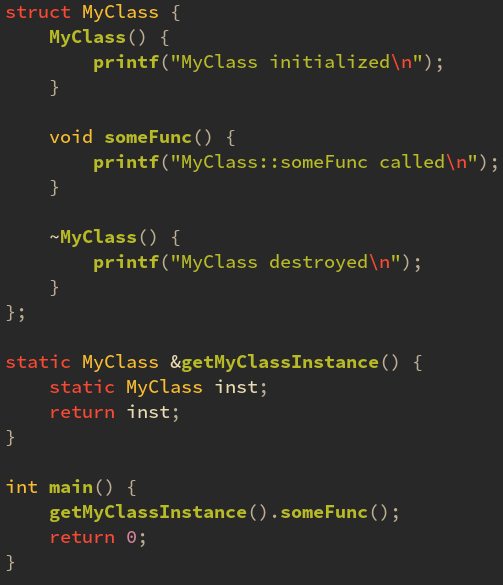 struct MyClass {
    MyClass() {
        printf("MyClass initialized\n");
    }

    void someFunc() {
        printf("MyClass::someFunc called\n");
    }

    ~MyClass() {
        printf("MyClass destroyed\n");
    }
};

static MyClass &getMyClassInstance() {
    static MyClass inst;
    return inst;
}

int main() {
    getMyClassInstance().someFunc();
    return 0;
}